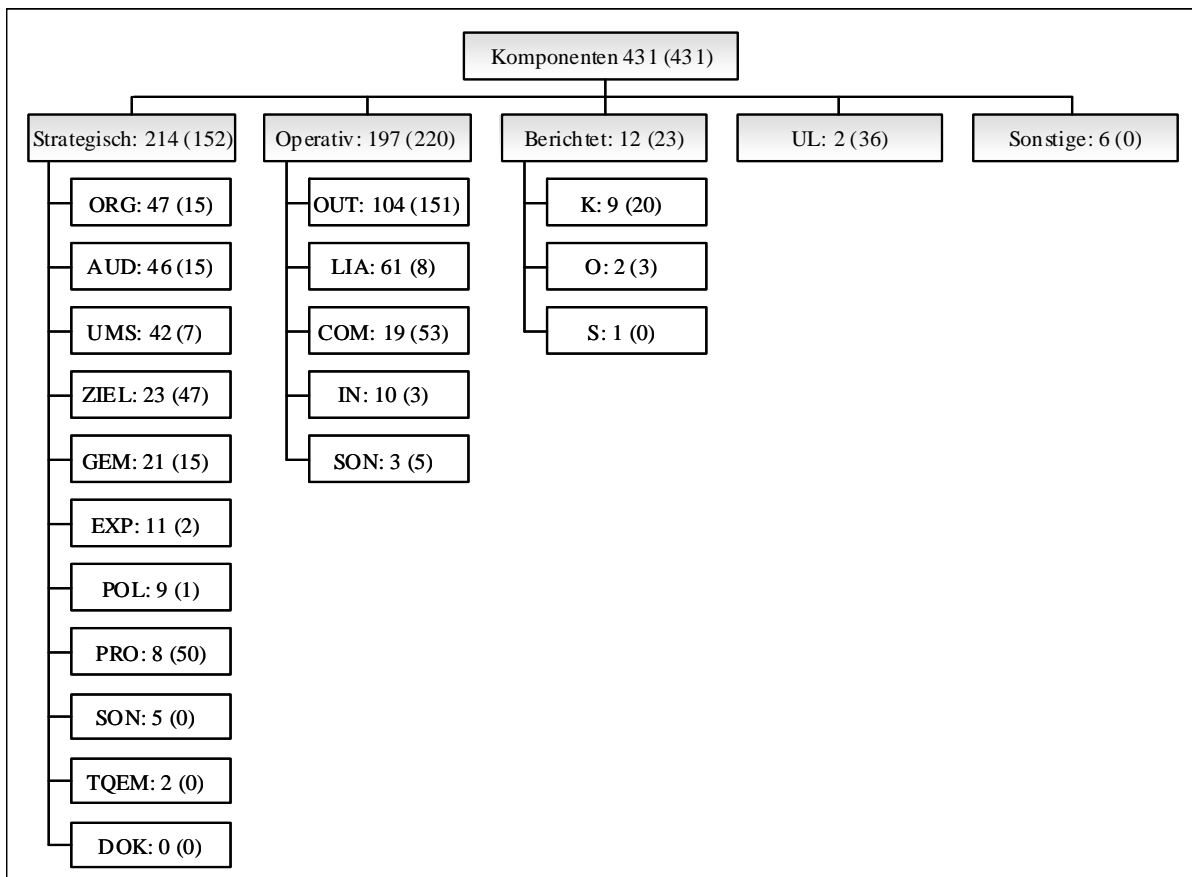 Komponenten 431 (431)
Strategisch: 214 (152)
Operativ: 197 (220)
Berichtet: 12 (23)
UL: 2 (36)
Sonstige: 6 (0)
ORG: 47 (15)
AUD: 46 (15)
UMS: 42 (7)
ZIEL: 23 (47)
GEM: 21 (15)
EXP: 11 (2)
POL: 9 (1)
PRO: 8 (50)
SON: 5 (0)
TQEM: 2 (0)
DOK: 0 (0)
OUT: 104 (151)
LIA: 61 (8)
COM: 19 (53)
IN: 10 (3)
SON: 3 (5)
K: 9 (20)
O: 2 (3)
S: 1 (0)